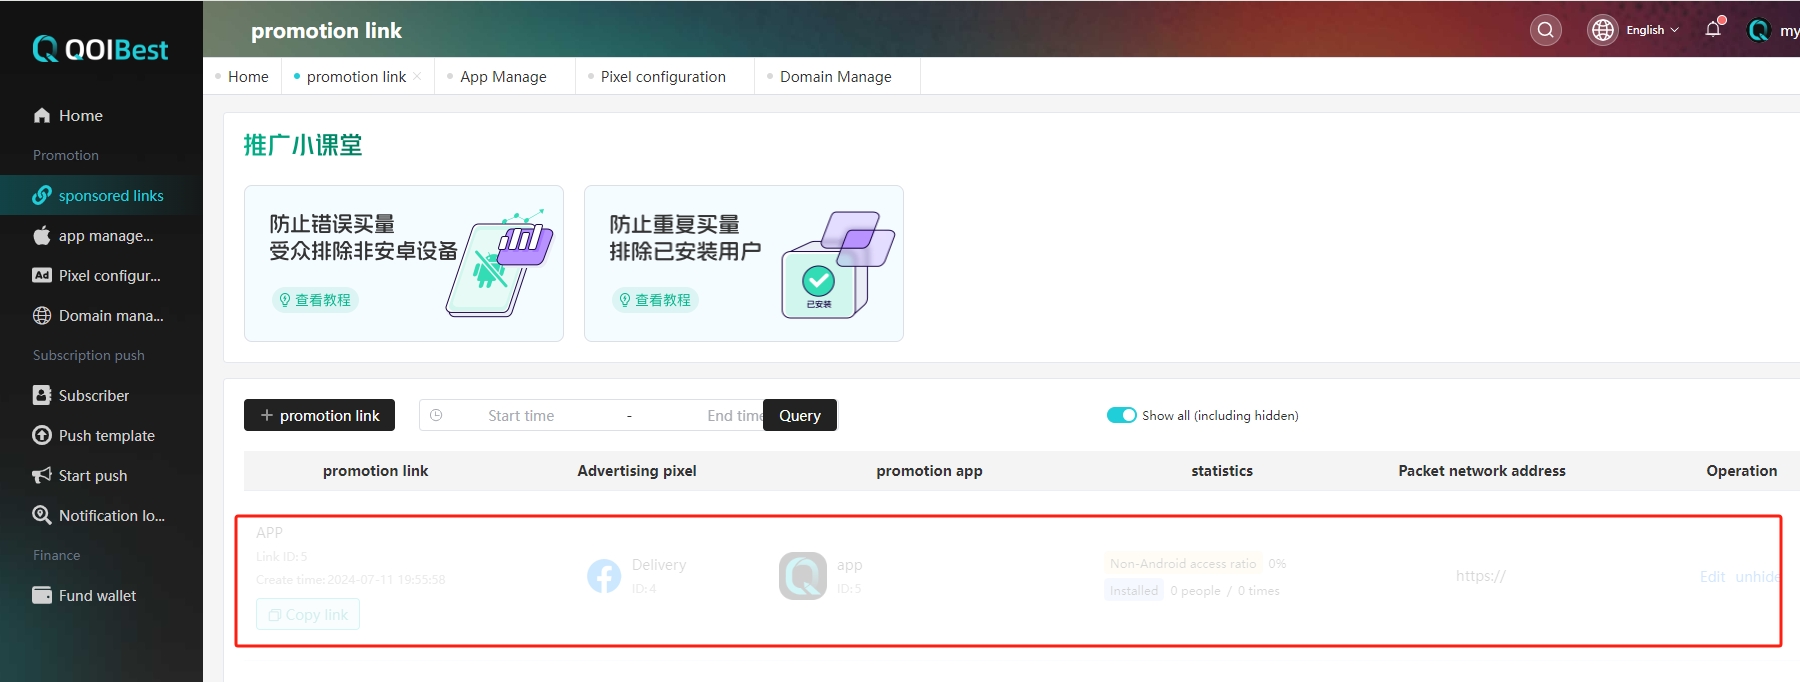 QOIBest
promotion link
English
my
Home
promotion link
App Manage
Pixel configuration
Domain Manage
Home
Promotion
sponsored links
app manage...
Pixel configur...
Domain mana...
Subscription push
Subscriber
Push template
Start push
Notification lo...
Finance
Fund wallet
推广小课堂
防止错误买量
受众排除非安卓设备
查看教程
防止重复买量
排除已安装用户
查看教程
已安装
+ promotion link
Start time - End time
Query
Show all (including hidden)
promotion link Advertising pixel promotion app statistics Packet network address Operation
APP
Link ID: 5
Create time: 2024-07-11 19:55:58
Copy link
Delivery
ID: 4
app
ID: 5
Non-Android access ratio 0%
Installed 0 people / 0 times
https://
Edit unhide
Ad